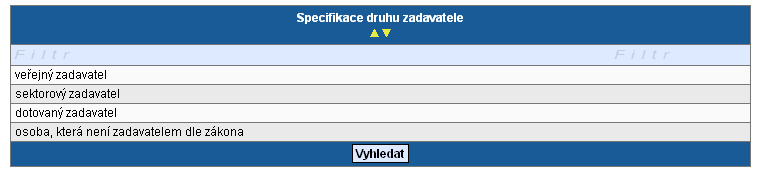 Specifikace druhu zadavatele
Filtr Filtr
veřejný zadavatel
sektorový zadavatel
dotovaný zadavatel
osoba, která není zadavatelem dle zákona
Vyhledat